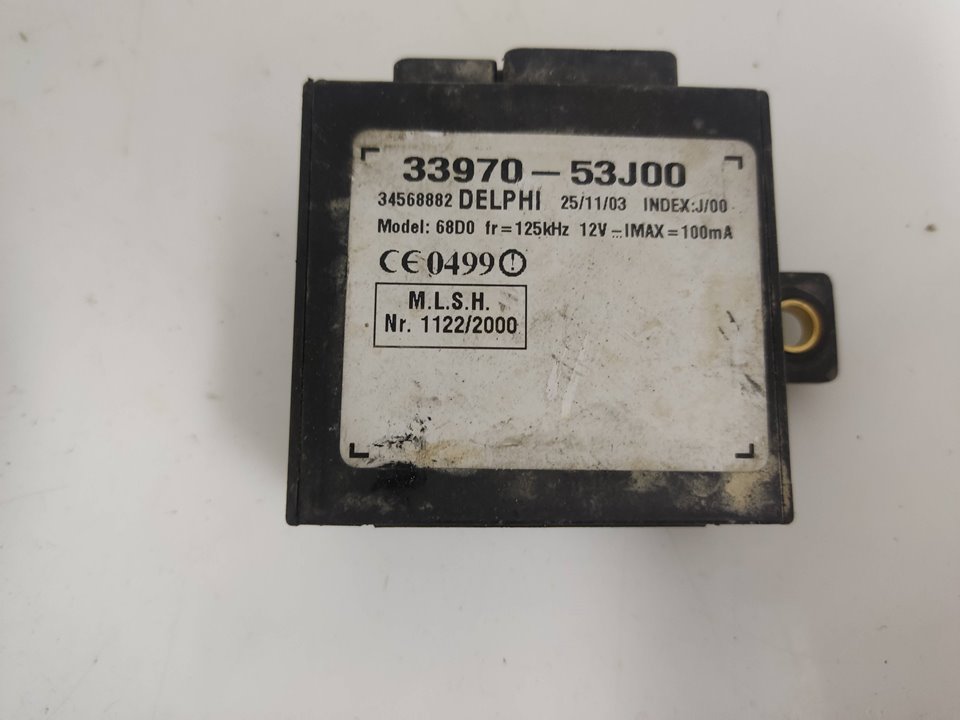 33970-53J00
34568882 DELPHI 25/11/03 INDEX:J/00
Model: 68D0 fr=125kHz 12V ⎓ IMAX=100mA
CE0499
M.L.S.H.
Nr. 1122/2000